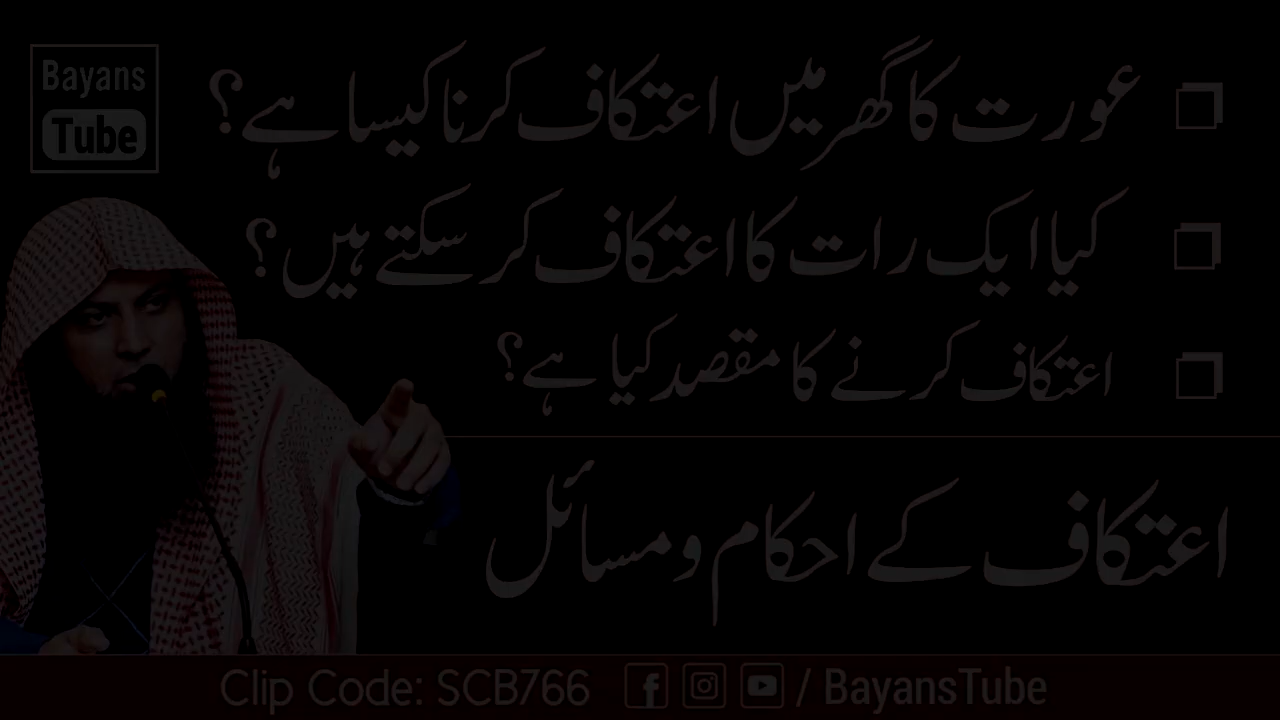 Bayans
Tube
عورت کا گھر میں اعتکاف کرنا کیسا ہے؟
کیا ایک رات کا اعتکاف کر سکتے ہیں؟
اعتکاف کرنے کا مقصد کیا ہے؟
اعتکاف کے احکام و مسائل
Clip Code: SCB766 / BayansTube